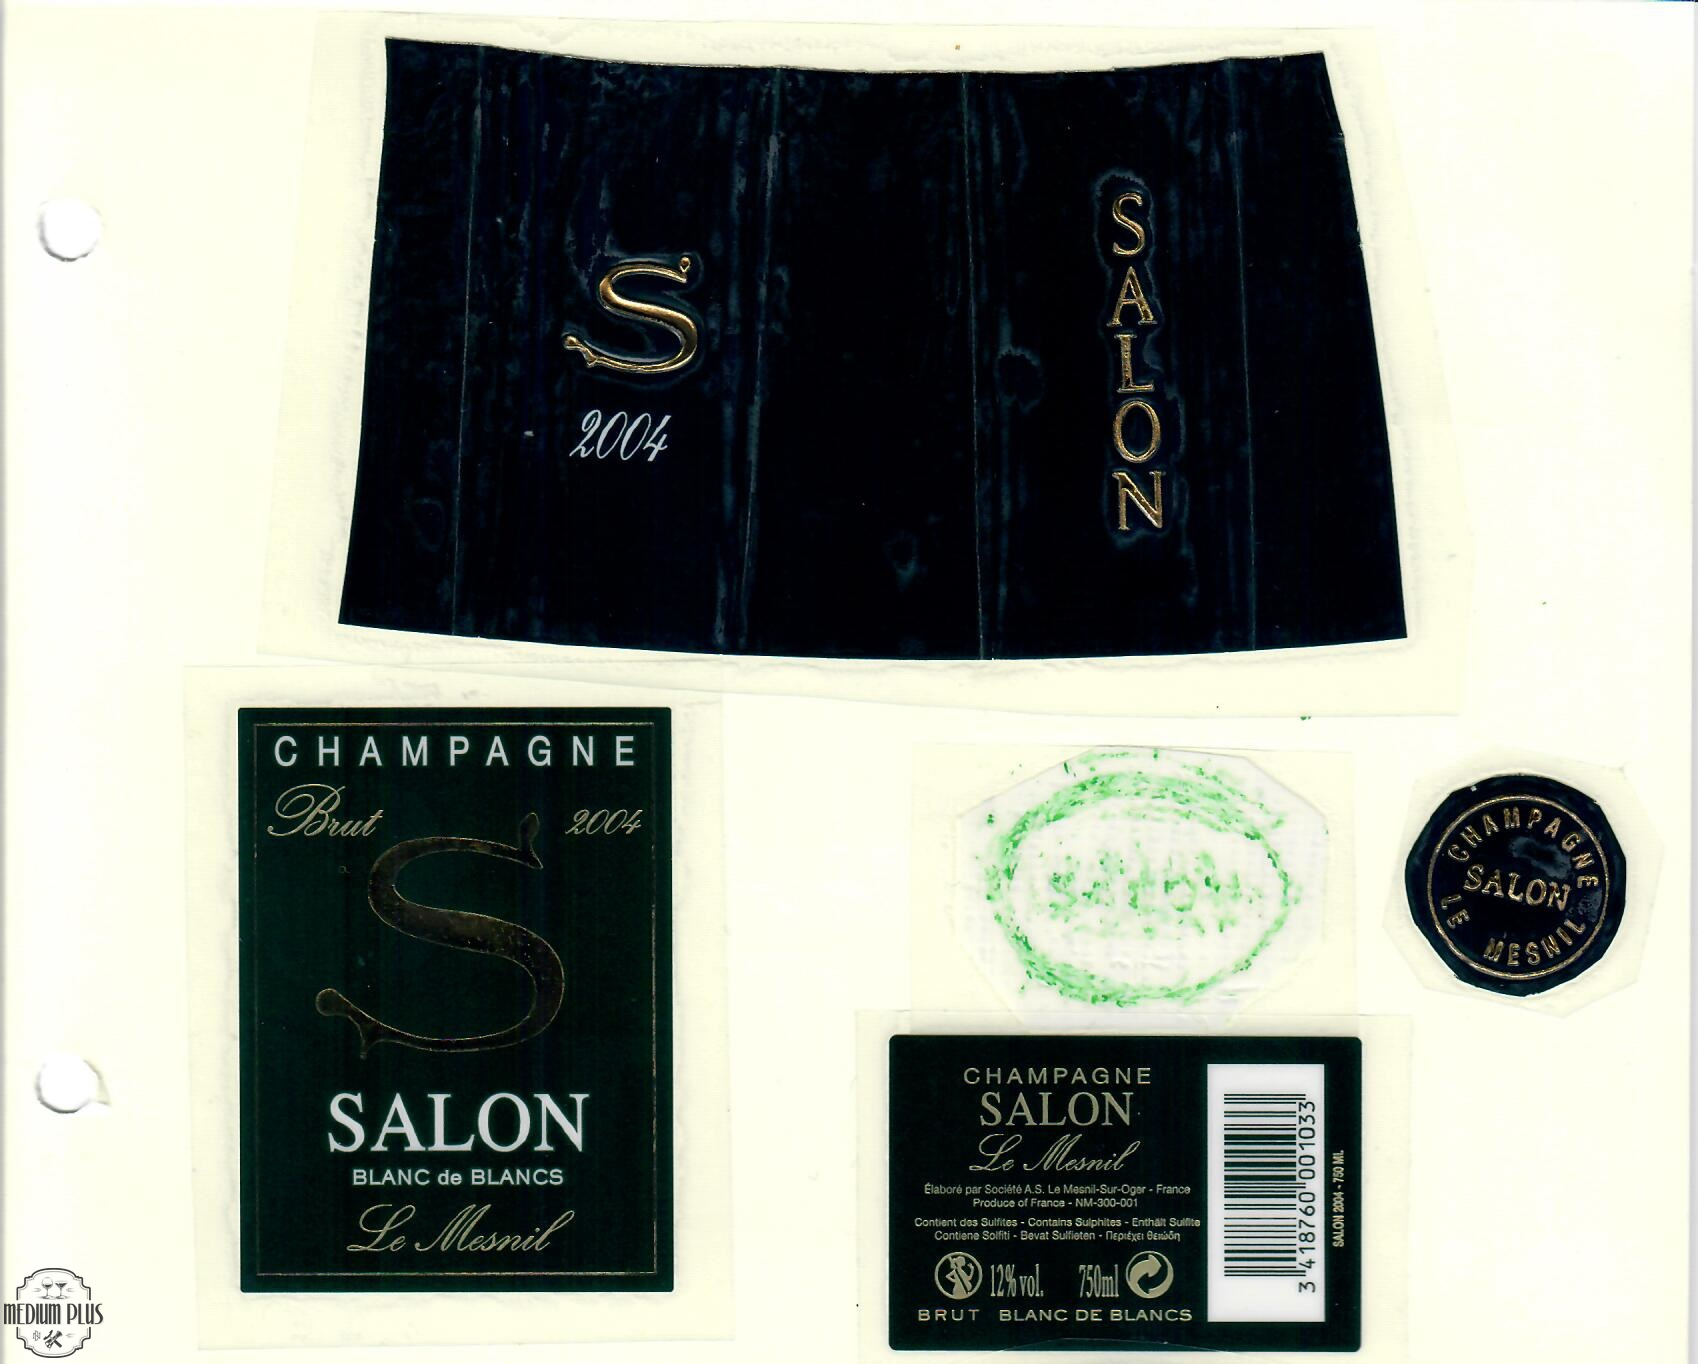 S
2004
SALON
CHAMPAGNE
Brut 2004
S
SALON
BLANC de BLANCS
Le Mesnil
SALON
CHAMPAGNE
SALON
LE MESNIL
CHAMPAGNE
SALON
Le Mesnil
Élaboré par Société A.S. Le Mesnil-Sur-Oger - France
Produce of France - NM-300-001
Contient des Sulfites - Contains Sulphites - Enthält Sulfite
Contiene Solfiti - Bevat Sulfieten - Περιέχει θειώδη
12% vol. 750ml
BRUT BLANC DE BLANCS
3 418760 001033
SALON 2004 - 750 ML
MEDIUM PLUS